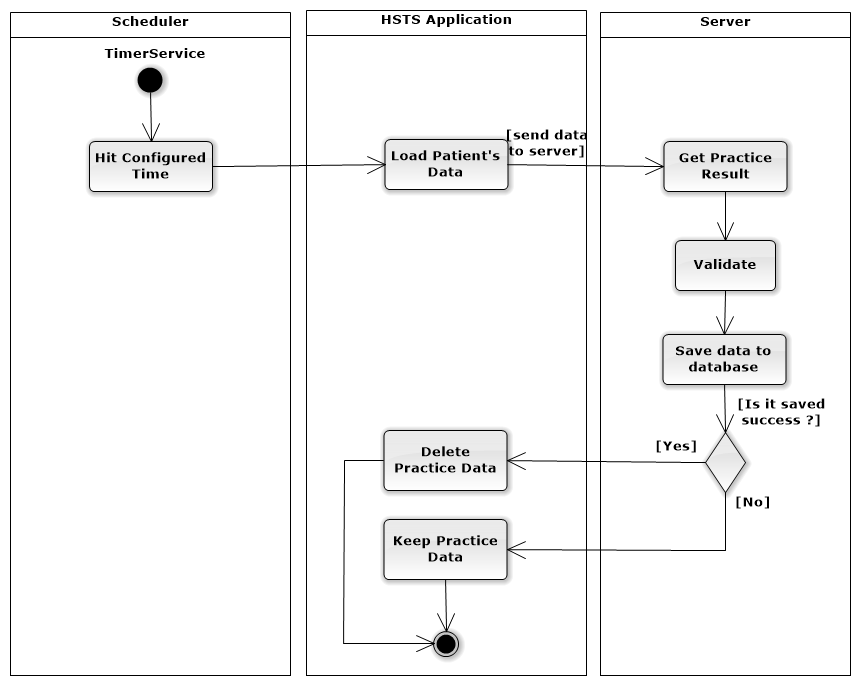 Scheduler
HSTS Application
Server
TimerService
Hit Configured
Time
Load Patient's
Data
[send data
to server]
Get Practice
Result
Validate
Save data to
database
[Is it saved
success ?]
[Yes]
[No]
Delete
Practice Data
Keep Practice
Data